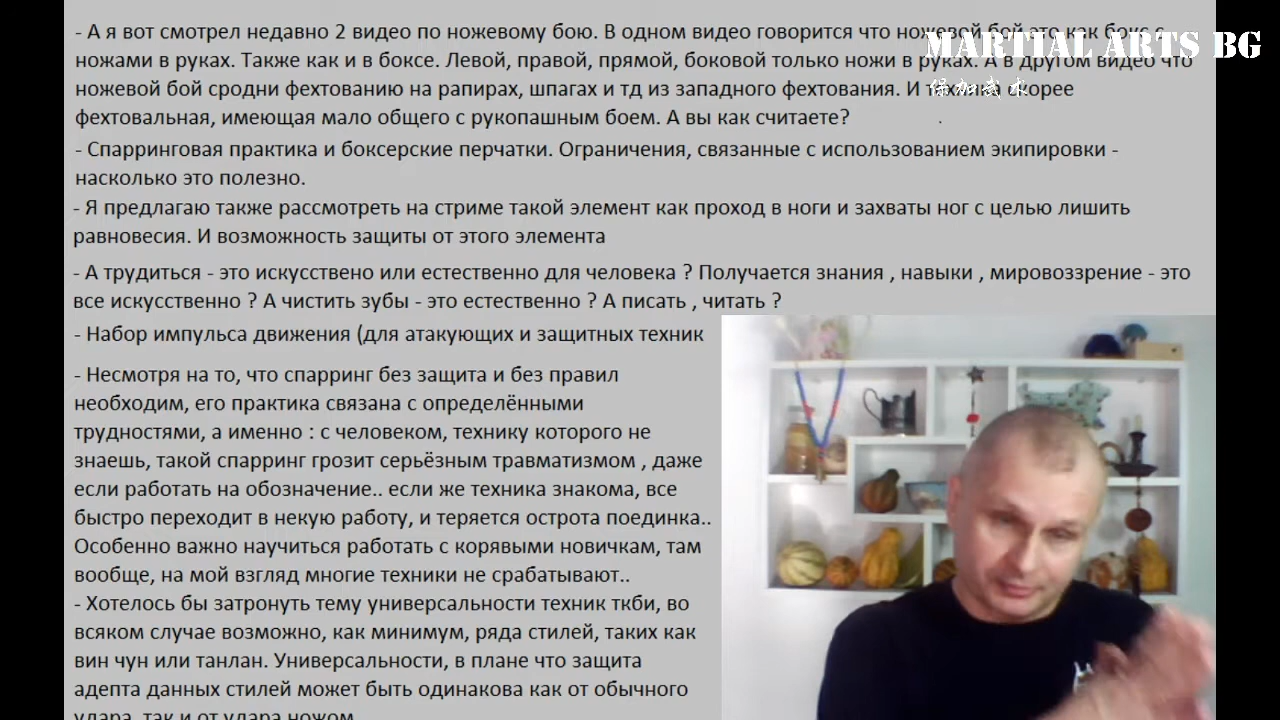 - А я вот смотрел недавно 2 видео по ножевому бою. В одном видео говорится что ножевой бой это как бокс с
MARTIAL ARTS BG
ножами в руках. Также как и в боксе. Левой, правой, прямой, боковой только ножи в руках. А в другом видео что
ножевой бой сродни фехтованию на рапирах, шпагах и тд из западного фехтования. И техника скорее
фехтовальная, имеющая мало общего с рукопашным боем. А вы как считаете?
- Спарринговая практика и боксерские перчатки. Ограничения, связанные с использованием экипировки -
насколько это полезно.
- Я предлагаю также рассмотреть на стриме такой элемент как проход в ноги и захваты ног с целью лишить
равновесия. И возможность защиты от этого элемента
- А трудиться - это искусствено или естественно для человека ? Получается знания , навыки , мировоззрение - это
все искусственно ? А чистить зубы - это естественно ? А писать , читать ?
- Набор импульса движения (для атакующих и защитных техник
- Несмотря на то, что спарринг без защита и без правил
необходим, его практика связана с определёнными
трудностями, а именно : с человеком, технику которого не
знаешь, такой спарринг грозит серьёзным травматизмом , даже
если работать на обозначение.. если же техника знакома, все
быстро переходит в некую работу, и теряется острота поединка..
Особенно важно научиться работать с корявыми новичкам, там
вообще, на мой взгляд многие техники не срабатывают..
- Хотелось бы затронуть тему универсальности техник ткби, во
всяком случае возможно, как минимум, ряда стилей, таких как
вин чун или танлан. Универсальности, в плане что защита
адепта данных стилей может быть одинакова как от обычного
удара, так и от удара ножом